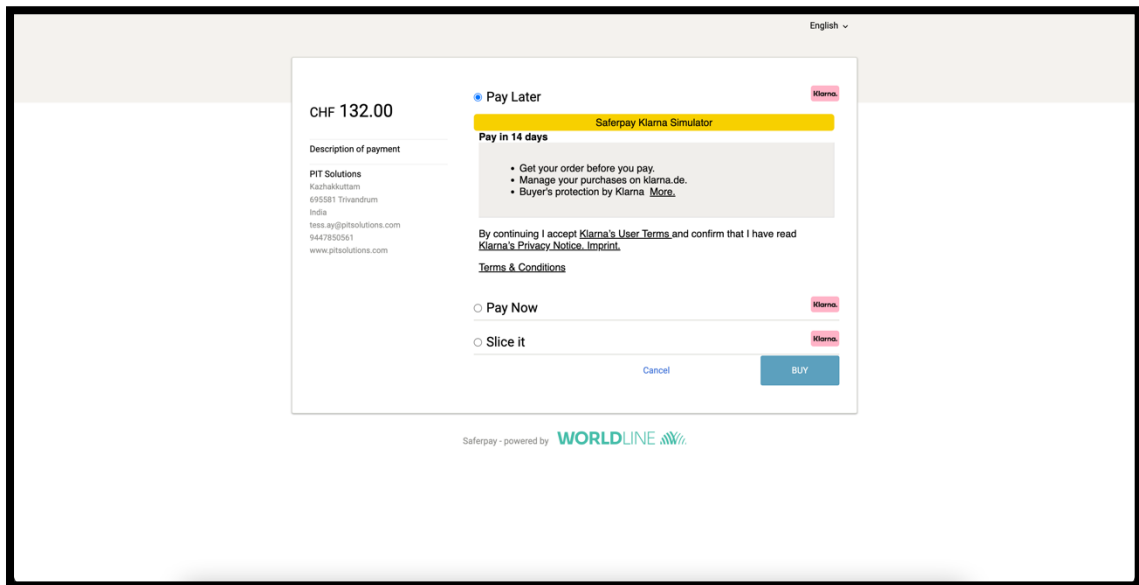 English
CHF 132.00
Description of payment
PIT Solutions
Kazhakkuttam
695581 Trivandrum
India
tess.ay@pitsolutions.com
9447850561
www.pitsolutions.com
Pay Later
Klarna.
Saferpay Klarna Simulator
Pay in 14 days
• Get your order before you pay.
• Manage your purchases on klarna.de.
• Buyer's protection by Klarna More.
By continuing I accept Klarna's User Terms and confirm that I have read
Klarna's Privacy Notice. Imprint.
Terms & Conditions
Pay Now
Klarna.
Slice it
Klarna.
Cancel
BUY
Saferpay - powered by WORLDLINE